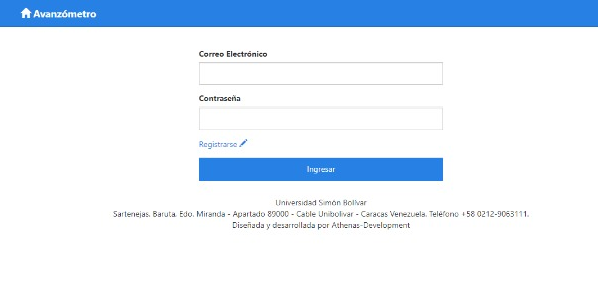 Avanzómetro
Correo Electrónico
Contraseña
Registrarse
Ingresar
Universidad Simón Bolívar
Sartenejas, Baruta, Edo. Miranda - Apartado 89000 - Cable Unibolivar - Caracas Venezuela. Teléfono +58 0212-9063111.
Diseñada y desarrollada por Athenas-Development